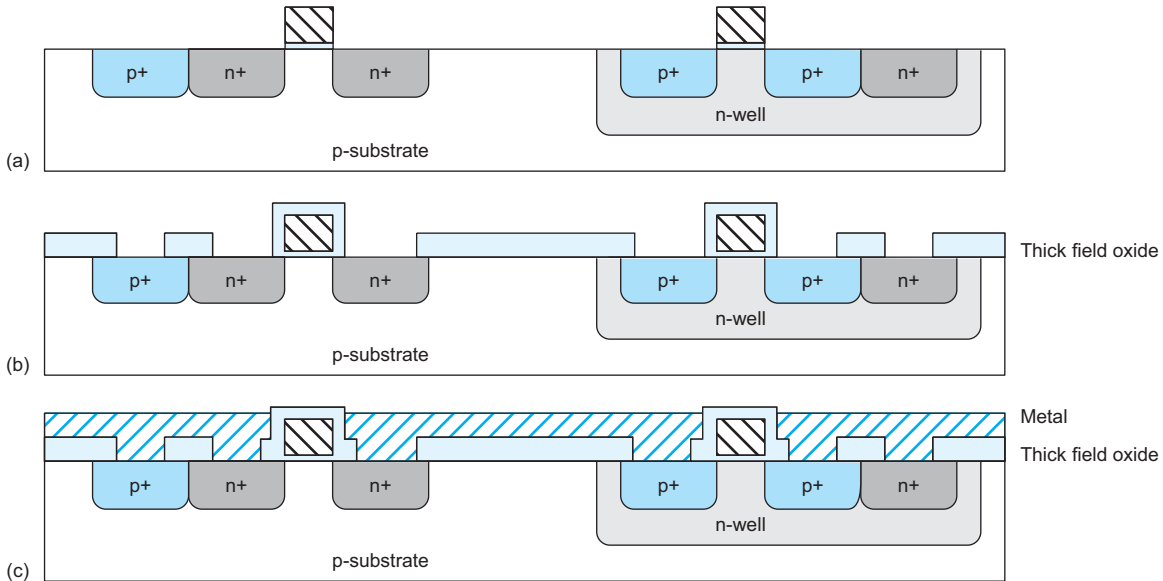 p+ n+ n+ p+ p+ n+
n-well
p-substrate
(a)
Thick field oxide
p+ n+ n+ p+ p+ n+
n-well
p-substrate
(b)
Metal
Thick field oxide
p+ n+ n+ p+ p+ n+
n-well
p-substrate
(c)